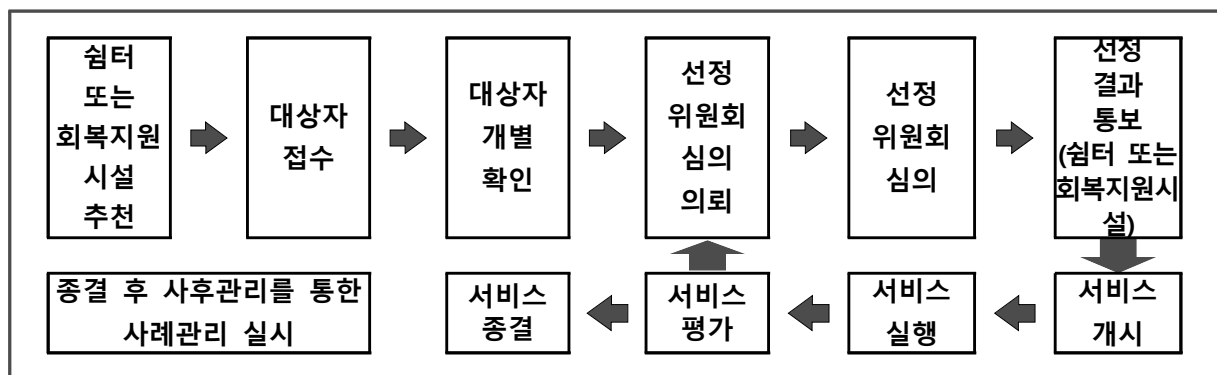 쉼터
또는
회복지원
시설
추천
대상자
접수
대상자
개별
확인
선정
위원회
심의
의뢰
선정
위원회
심의
선정
결과
통보
(쉼터 또는
회복지원시
설)
서비스
개시
서비스
실행
서비스
평가
서비스
종결
종결 후 사후관리를 통한
사례관리 실시